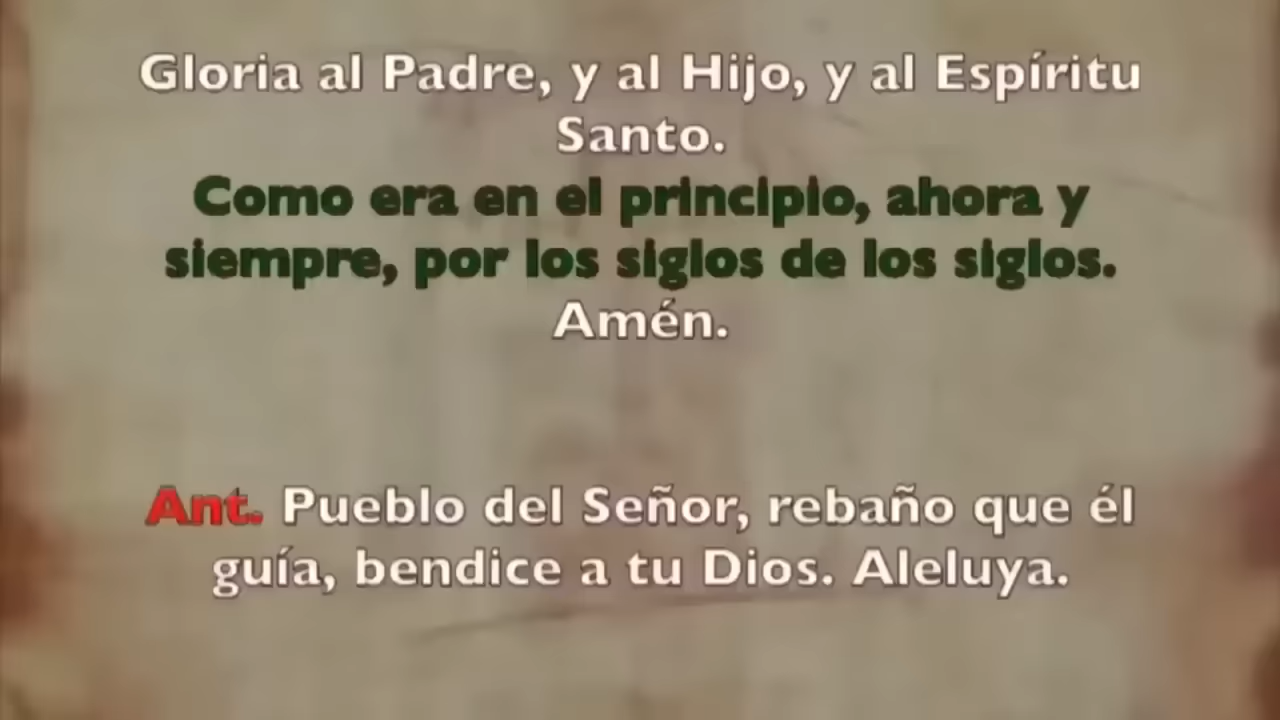 Gloria al Padre, y al Hijo, y al Espíritu
Santo.
Como era en el principio, ahora y
siempre, por los siglos de los siglos.
Amén.
Ant. Pueblo del Señor, rebaño que él
guía, bendice a tu Dios. Aleluya.